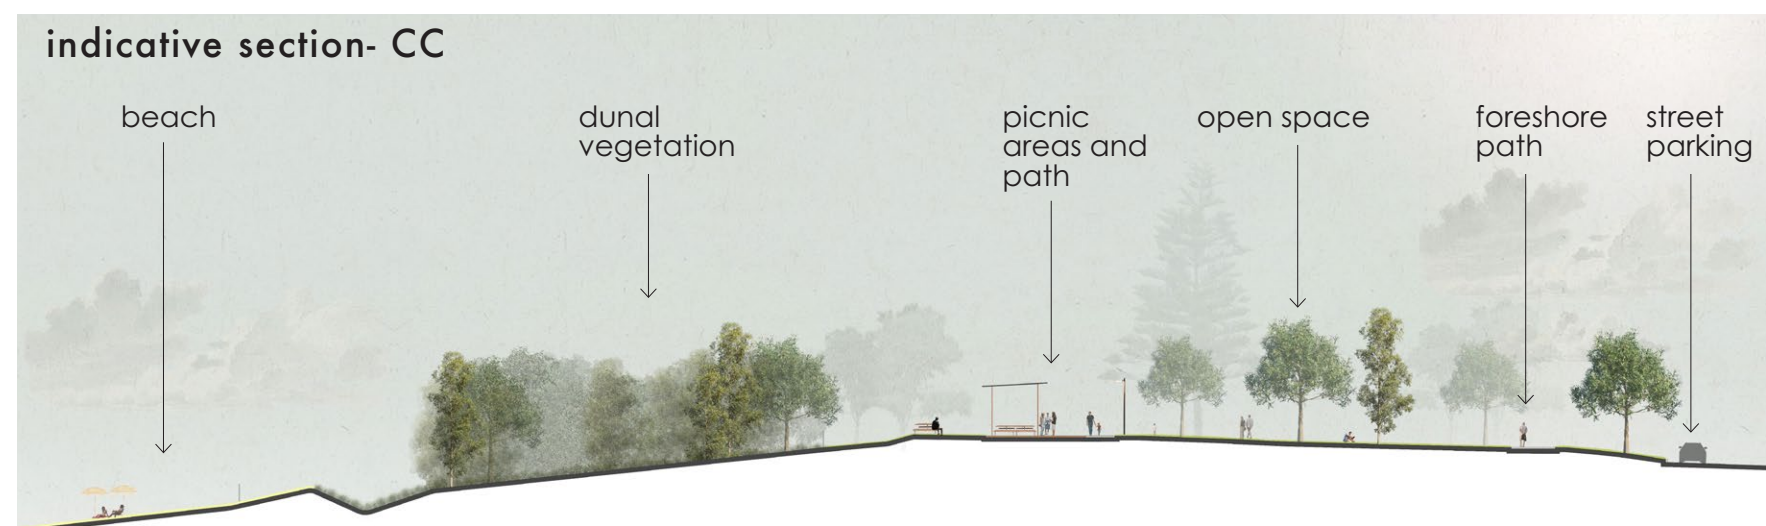 indicative section- CC
beach
dunal
vegetation
picnic
areas and
path
open space
foreshore
path
street
parking